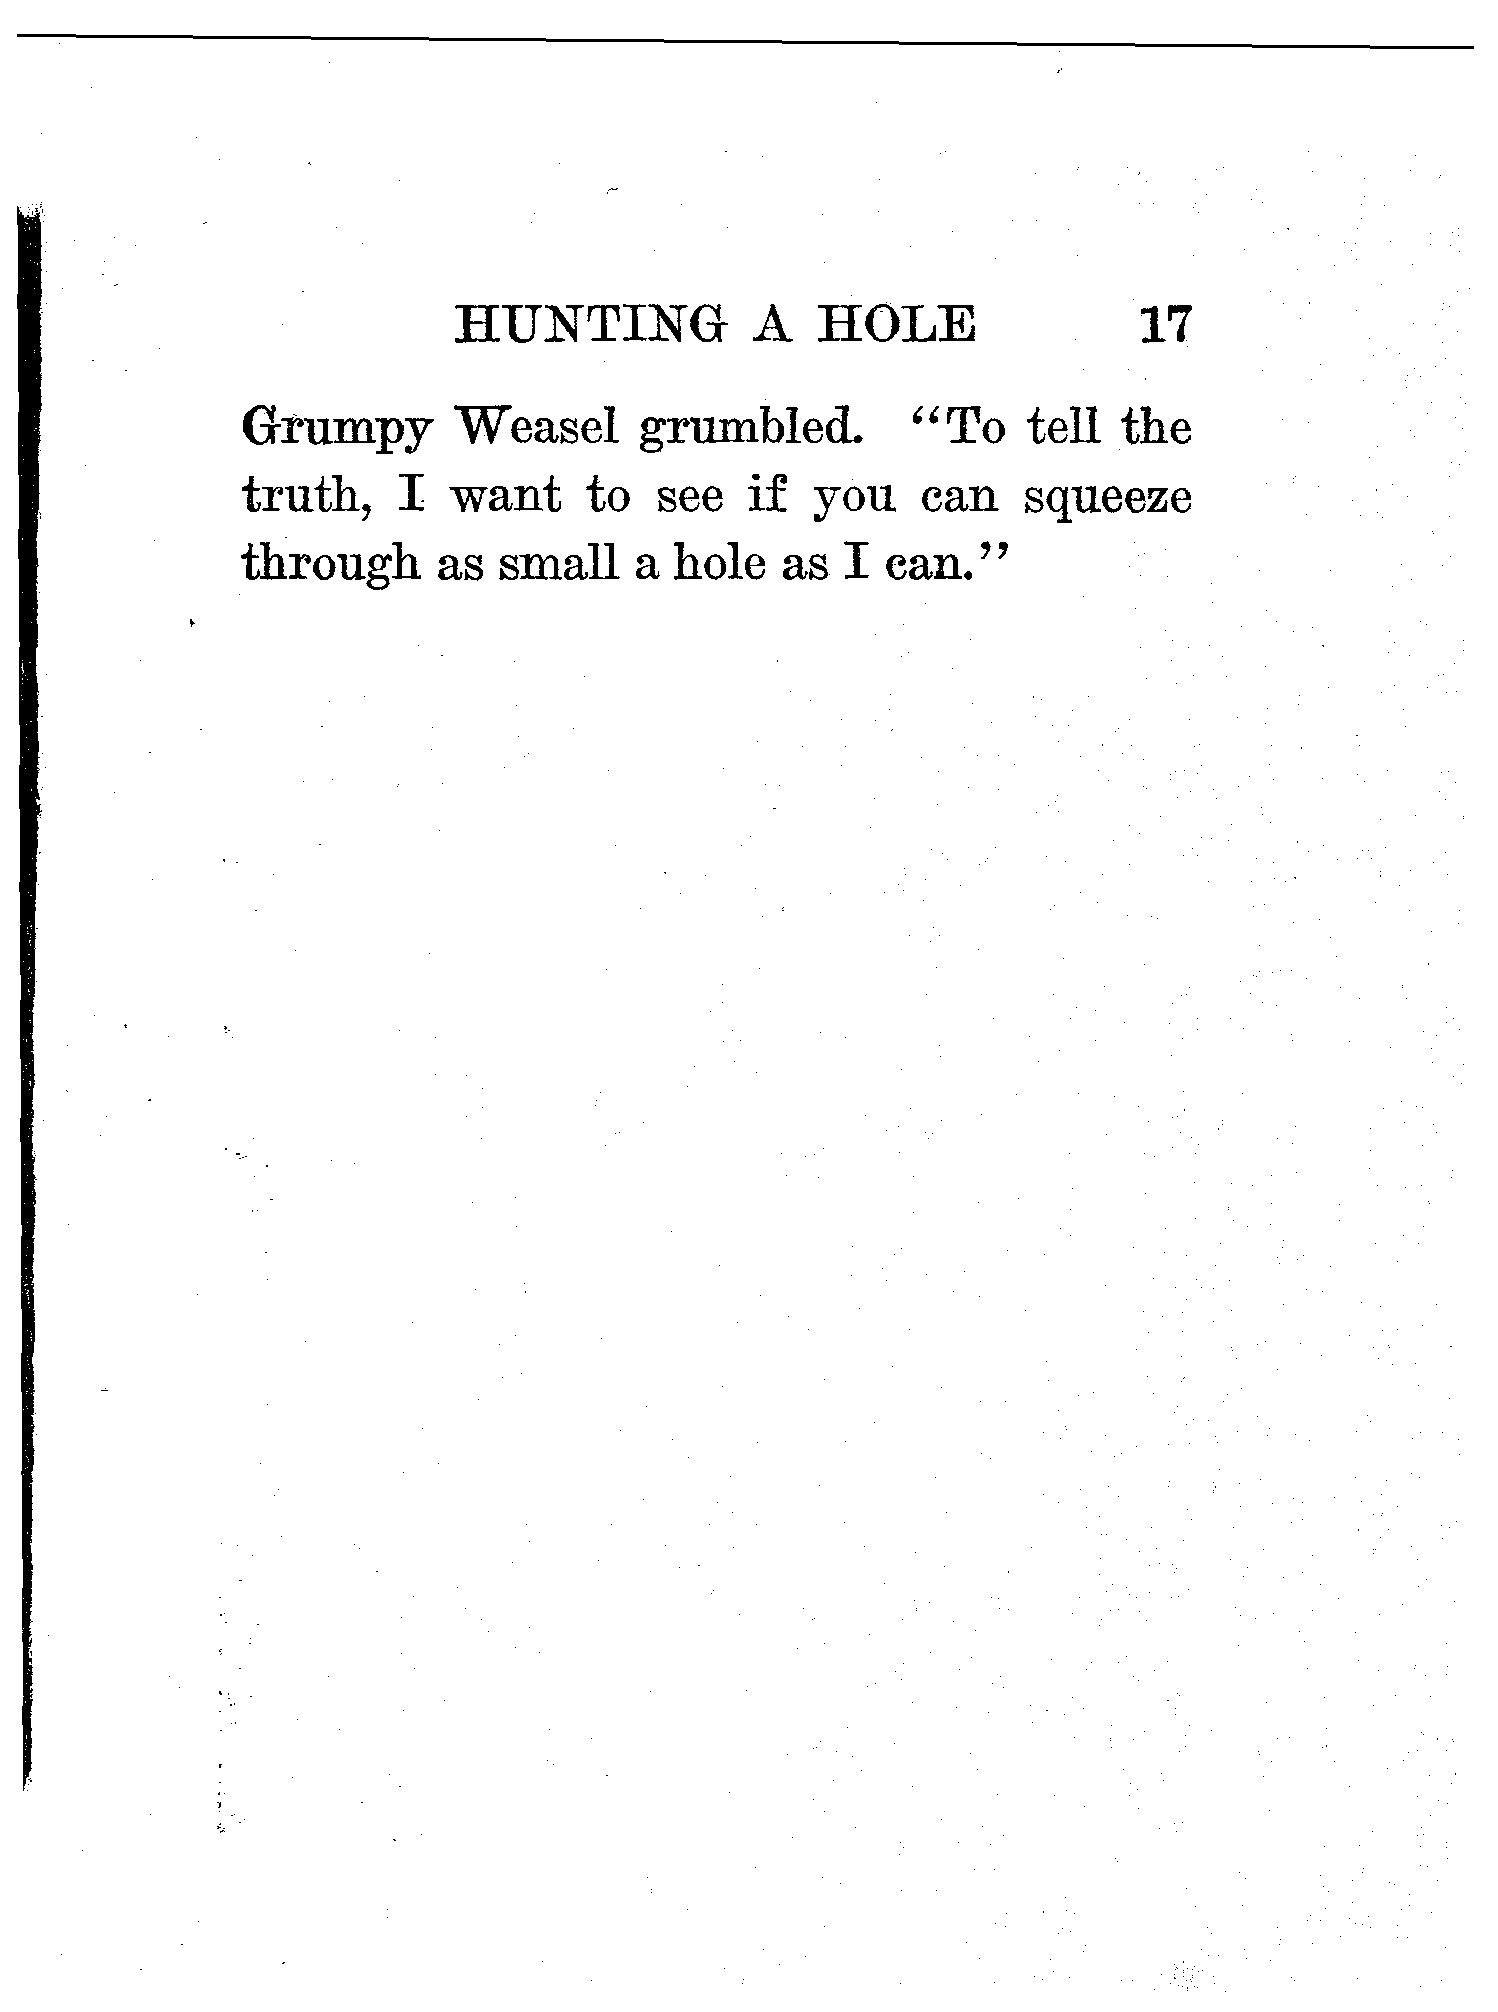 HUNTING A HOLE 17
Grumpy Weasel grumbled. "To tell the
truth, I want to see if you can squeeze
through as small a hole as I can."